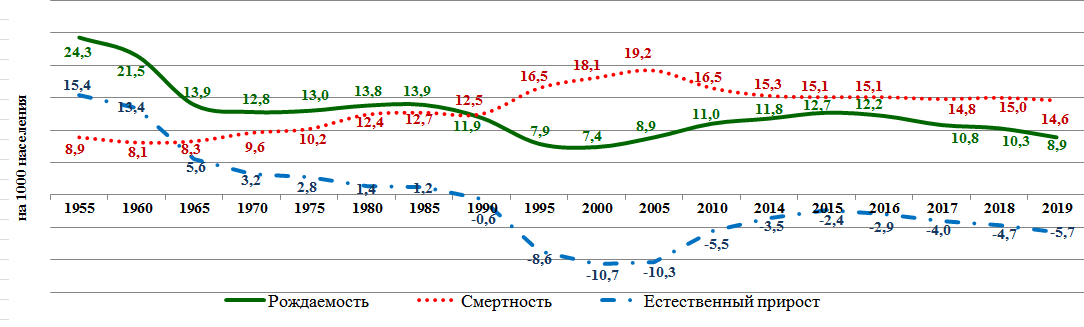 на 1000 населения
24,3 21,5 13,9 12,8 13,0 13,8 13,9 11,9 7,9 7,4 8,9 11,0 11,8 12,7 12,2 10,8 10,3 8,9
8,9 8,1 8,3 9,6 10,2 12,4 12,7 12,5 16,5 18,1 19,2 16,5 15,3 15,1 15,1 14,8 15,0 14,6
15,4 13,4 5,6 3,2 2,8 1,4 1,2 -0,6 -8,6 -10,7 -10,3 -5,5 -3,5 -2,4 -2,9 -4,0 -4,7 -5,7
1955 1960 1965 1970 1975 1980 1985 1990 1995 2000 2005 2010 2014 2015 2016 2017 2018 2019
Рождаемость Смертность Естественный прирост